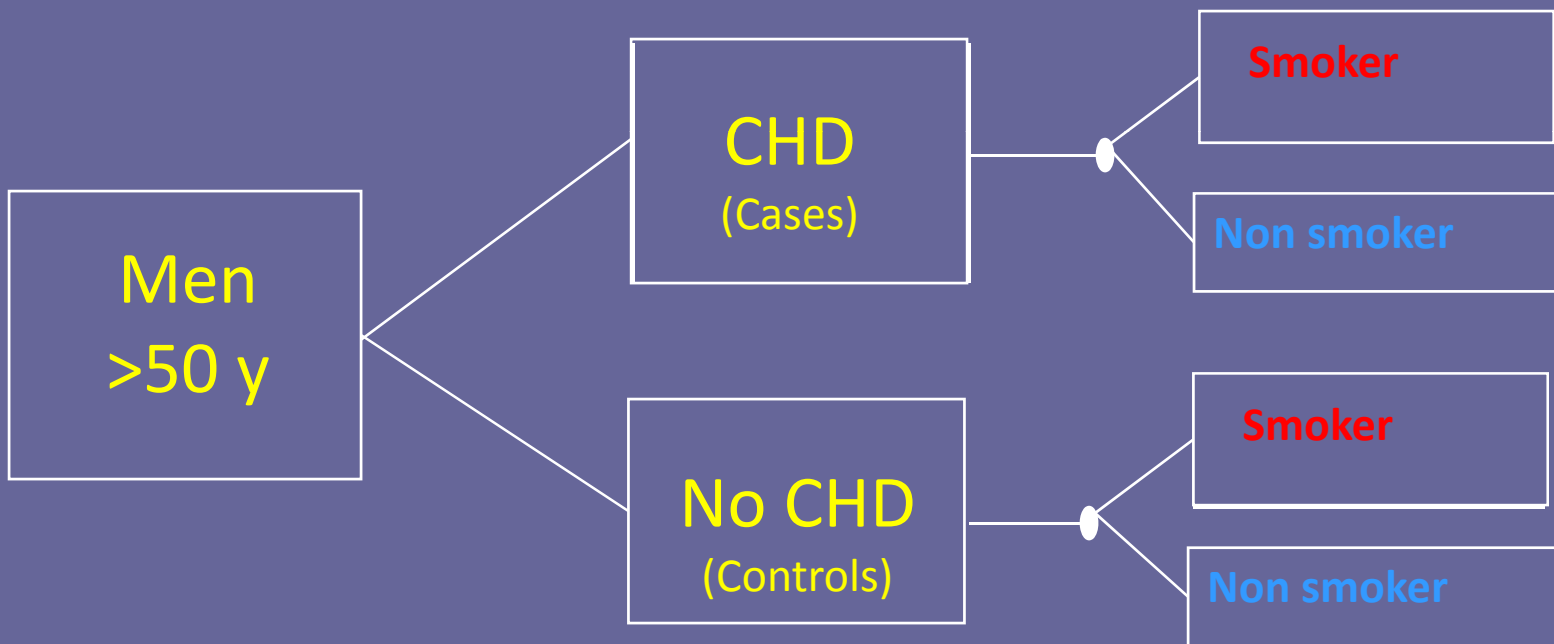 Men
>50 y
CHD
(Cases)
Smoker
Non smoker
No CHD
(Controls)
Smoker
Non smoker